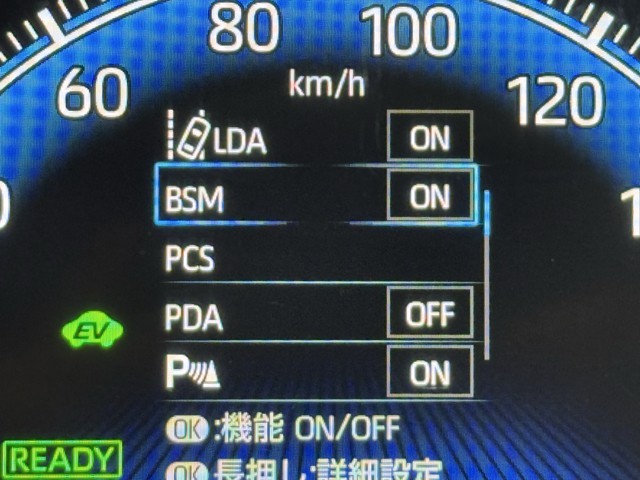 80 100
60 120
km/h
LDA ON
BSM ON
PCS
PDA OFF
EV
P ON
OK :機能 ON/OFF
READY
OK 長押し:詳細設定